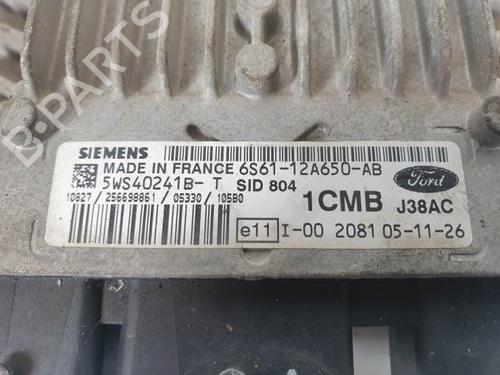 B-PARTS
SIEMENS
MADE IN FRANCE 6S61-12A650-AB
5WS40241B- T SID 804
Ford
10827 / 256698861 / 05330 / 105B0
1CMB J38AC
e11 I-00 2081 05-11-26